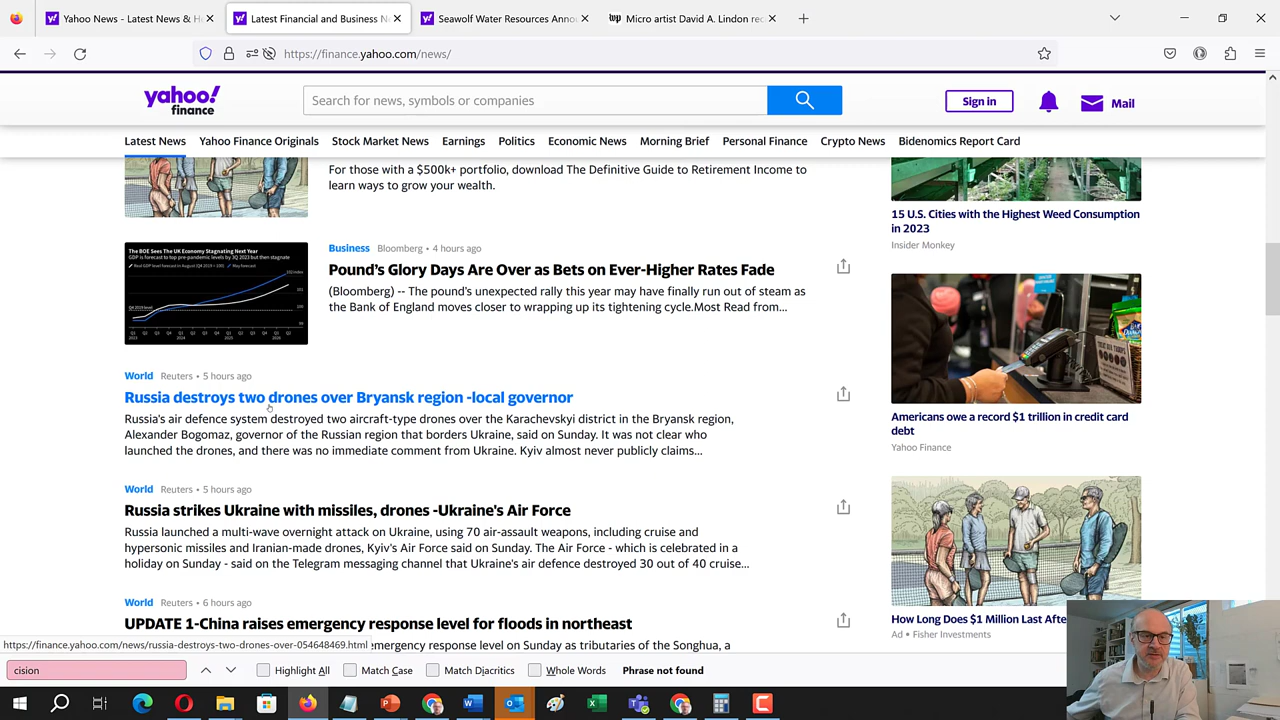 Yahoo News - Latest News & He
Latest Financial and Business Ne
Seawolf Water Resources Annou
wp
Micro artist David A. Lindon rec
https://finance.yahoo.com/news/
yahoo!
finance
Search for news, symbols or companies
Sign in
Mail
Latest News
Yahoo Finance Originals
Stock Market News
Earnings
Politics
Economic News
Morning Brief
Personal Finance
Crypto News
Bidenomics Report Card
For those with a $500k+ portfolio, download The Definitive Guide to Retirement Income to
learn ways to grow your wealth.
The BOE Sees The UK Economy Stagnating Next Year
Business Bloomberg • 4 hours ago
Pound's Glory Days Are Over as Bets on Ever-Higher Rates Fade
(Bloomberg) -- The pound's unexpected rally this year may have finally run out of steam as
the Bank of England moves closer to wrapping up its tightening cycle.Most Read from...
World Reuters • 5 hours ago
Russia destroys two drones over Bryansk region -local governor
Russia's air defence system destroyed two aircraft-type drones over the Karachevskyi district in the Bryansk region,
Alexander Bogomaz, governor of the Russian region that borders Ukraine, said on Sunday. It was not clear who
launched the drones, and there was no immediate comment from Ukraine. Kyiv almost never publicly claims...
World Reuters • 5 hours ago
Russia strikes Ukraine with missiles, drones -Ukraine's Air Force
Russia launched a multi-wave overnight attack on Ukraine, using 70 air-assault weapons, including cruise and
hypersonic missiles and Iranian-made drones, Kyiv's Air Force said on Sunday. The Air Force - which is celebrated in a
holiday on Sunday - said on the Telegram messaging channel that Ukraine's air defence destroyed 30 out of 40 cruise...
World Reuters • 6 hours ago
UPDATE 1-China raises emergency response level for floods in northeast
emergency response level on Sunday as tributaries of the Songhua, a
15 U.S. Cities with the Highest Weed Consumption
in 2023
Insider Monkey
Americans owe a record $1 trillion in credit card
debt
Yahoo Finance
How Long Does $1 Million Last Afte
Ad • Fisher Investments
https://finance.yahoo.com/news/russia-destroys-two-drones-over-054648469.html
cision
Highlight All
Match Case
Match Diacritics
Whole Words
Phrase not found